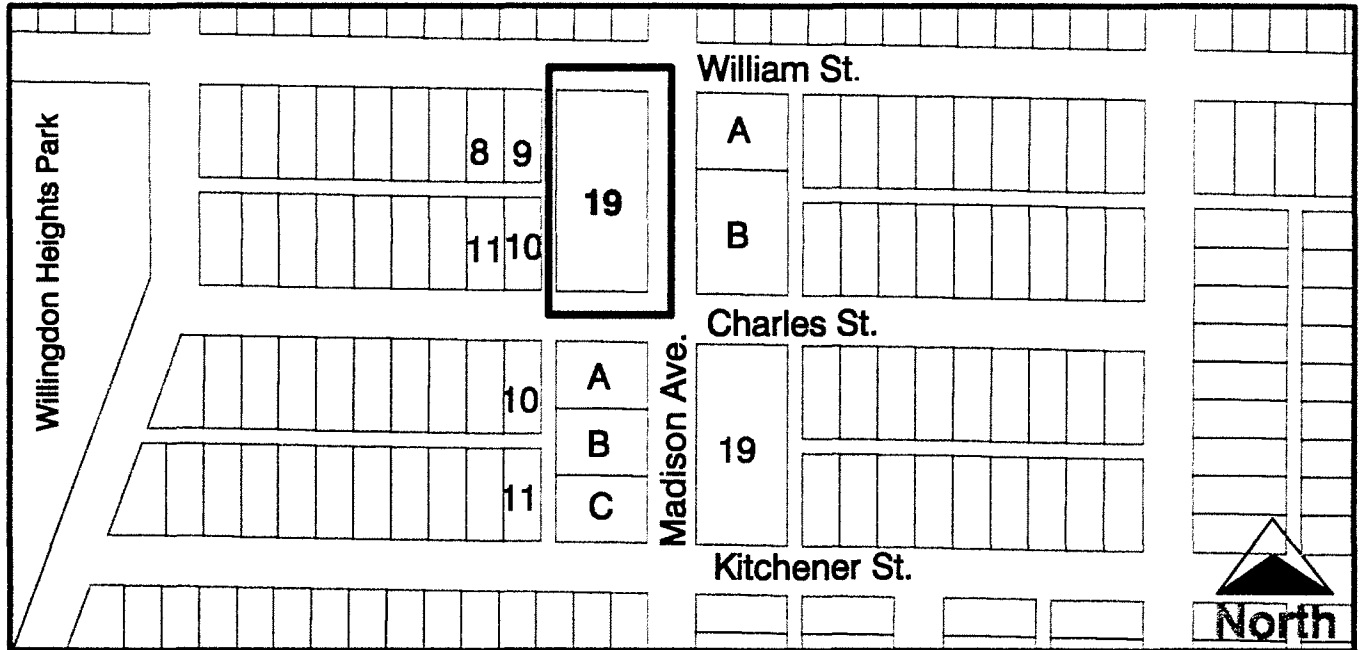 William St.
Willingdon Heights Park
8 9
19
A
B
11 10
Charles St.
Madison Ave.
10
A
B
19
11
C
Kitchener St.
North